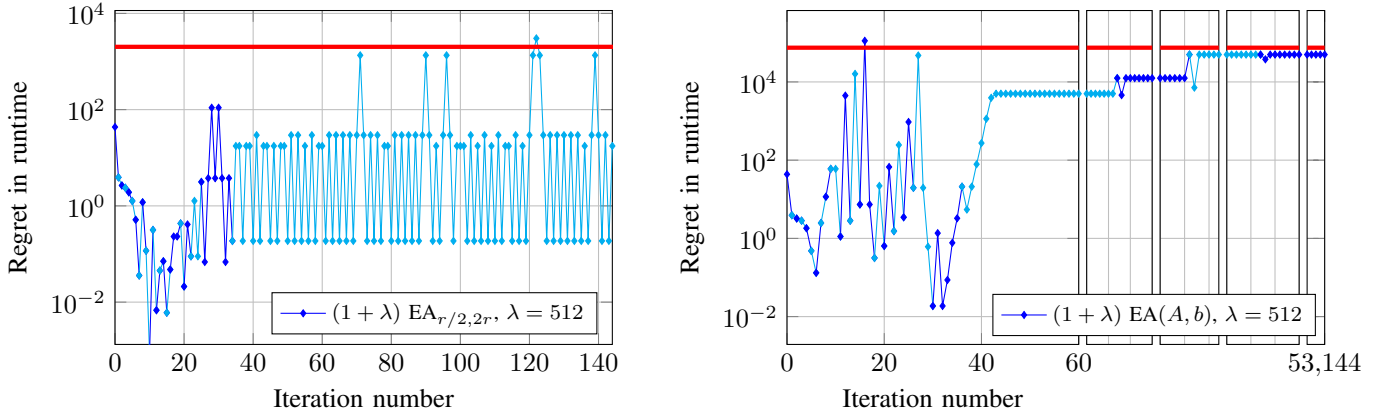 10^4
10^2
10^0
10^−2
Regret in runtime
(1 + λ) EA_{r/2,2r}, λ = 512
0 20 40 60 80 100 120 140
Iteration number
10^4
10^2
10^0
10^−2
Regret in runtime
(1 + λ) EA(A, b), λ = 512
0 20 40 60 53,144
Iteration number